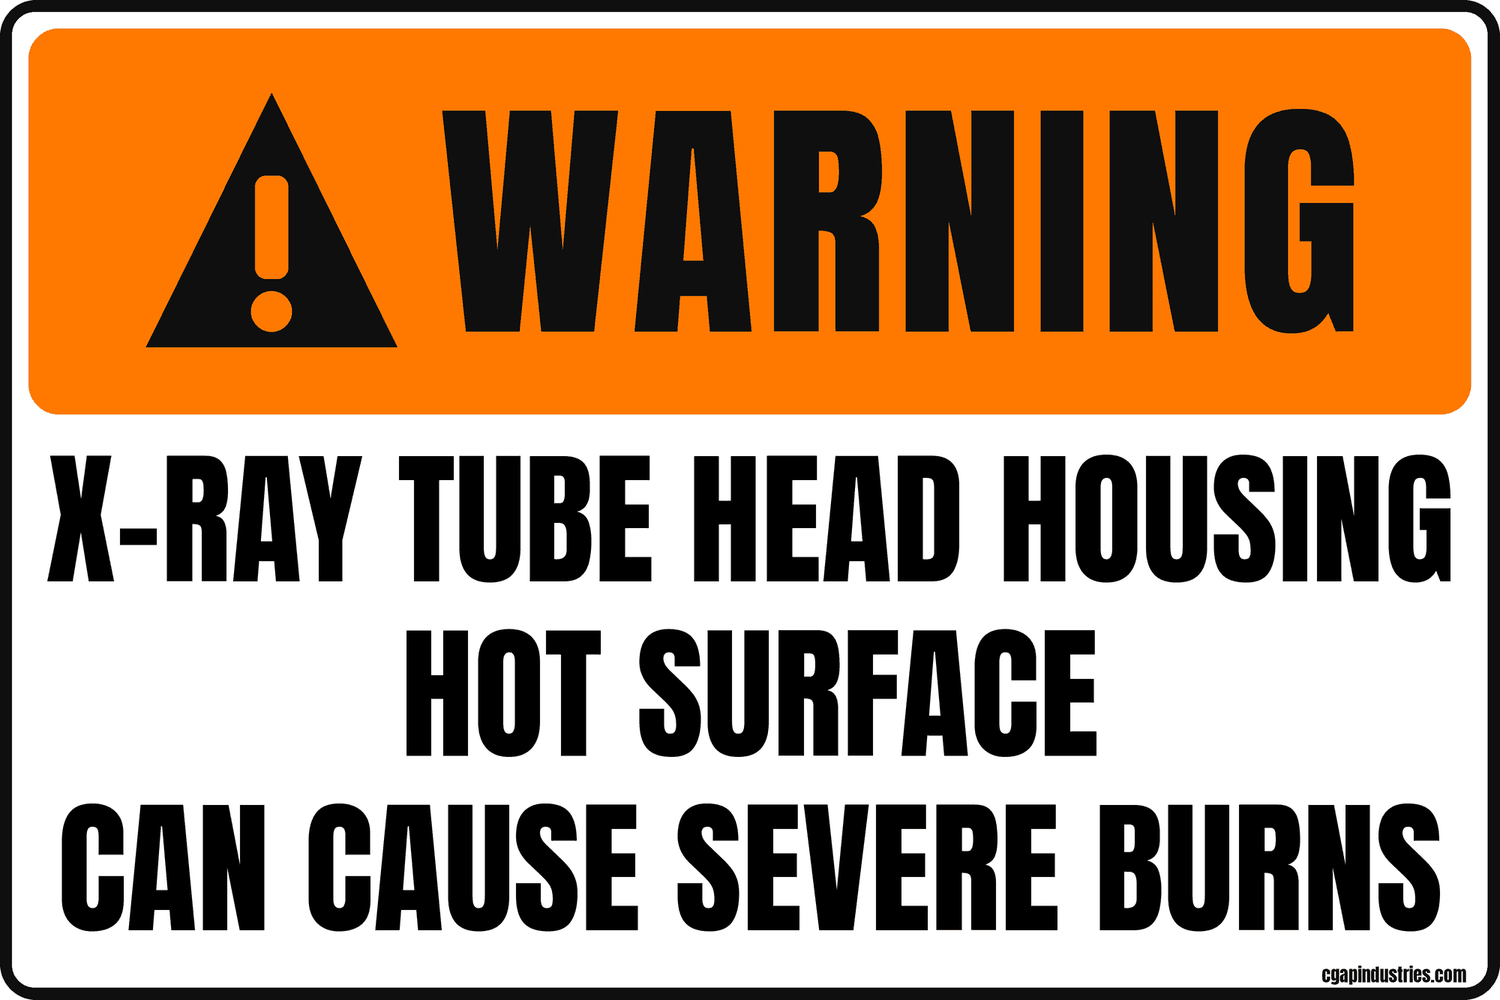 WARNING
X-RAY TUBE HEAD HOUSING
HOT SURFACE
CAN CAUSE SEVERE BURNS
cgapindustries.com